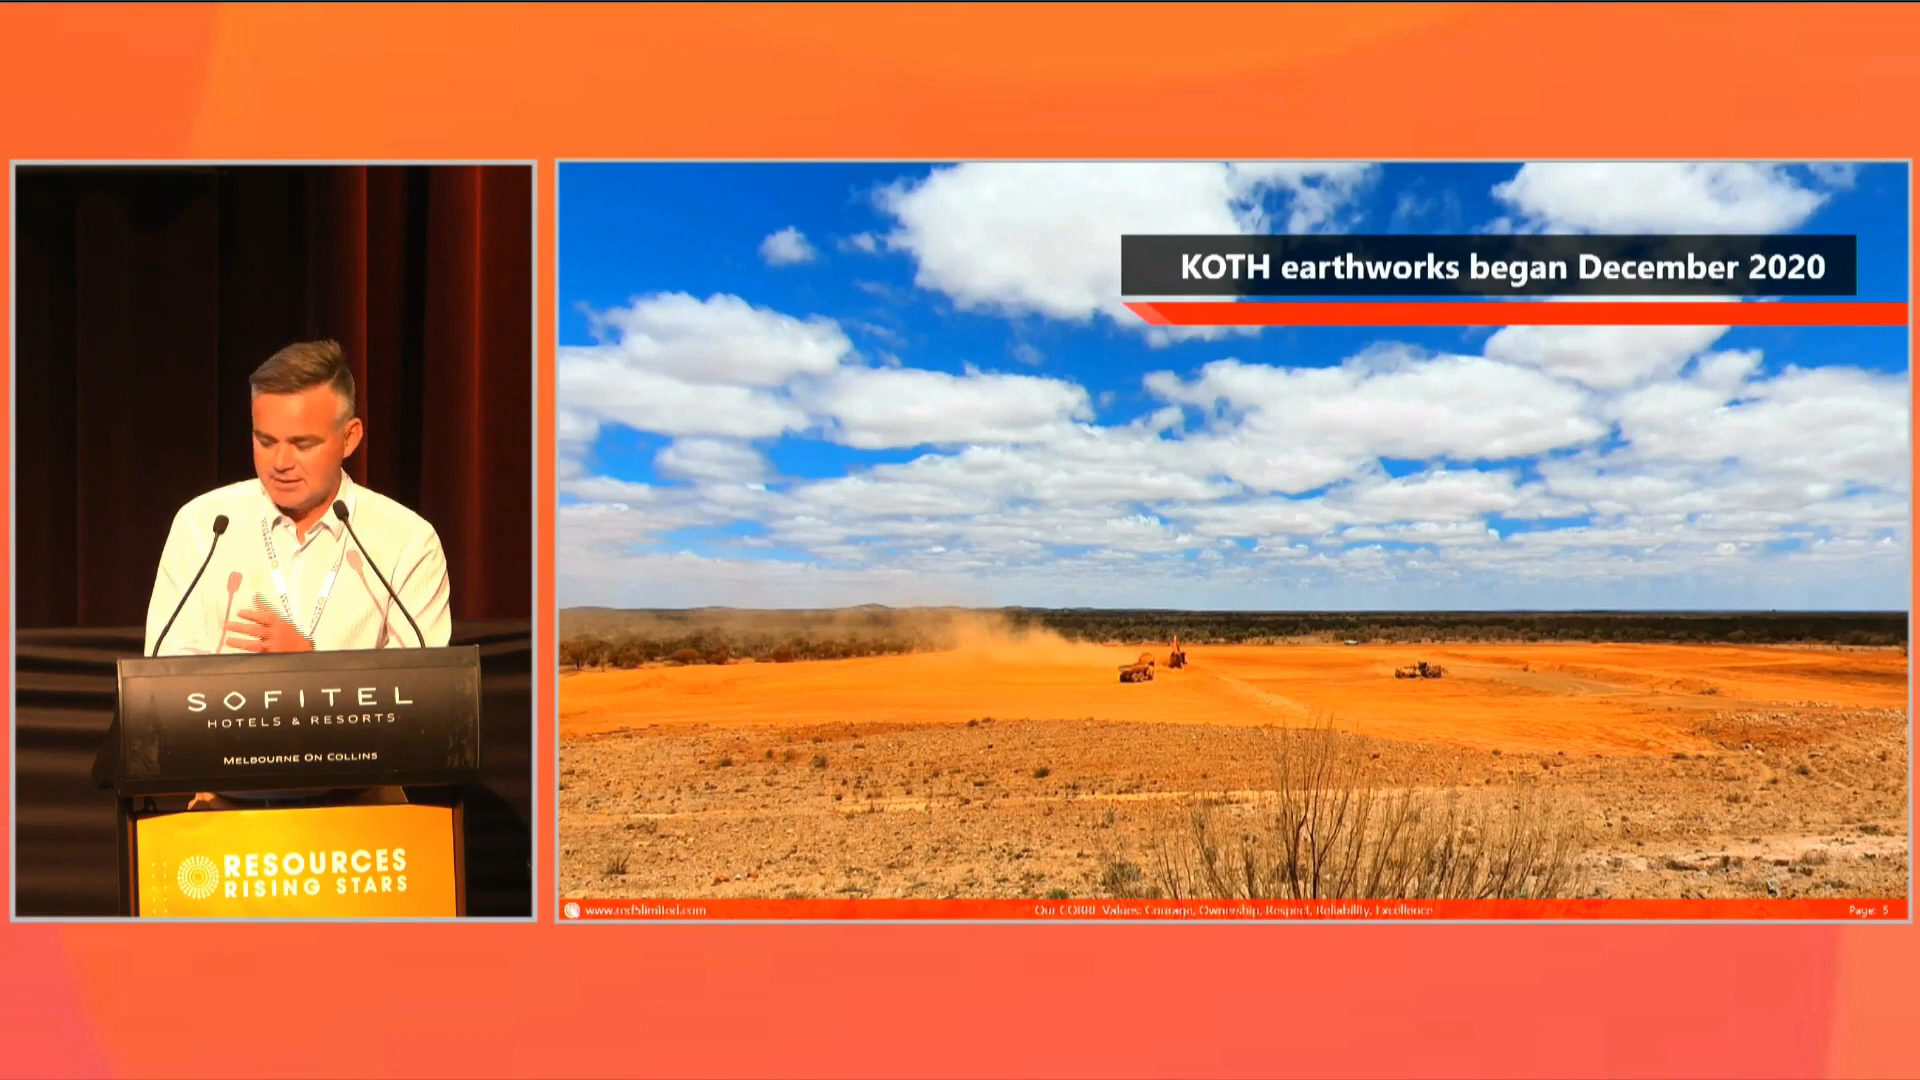 KOTH earthworks began December 2020
SOFITEL
HOTELS & RESORTS
MELBOURNE ON COLLINS
RESOURCES
RISING STARS
www.red5limited.com
Our CORRE Values: Courage, Ownership, Respect, Reliability, Excellence
Page: 5